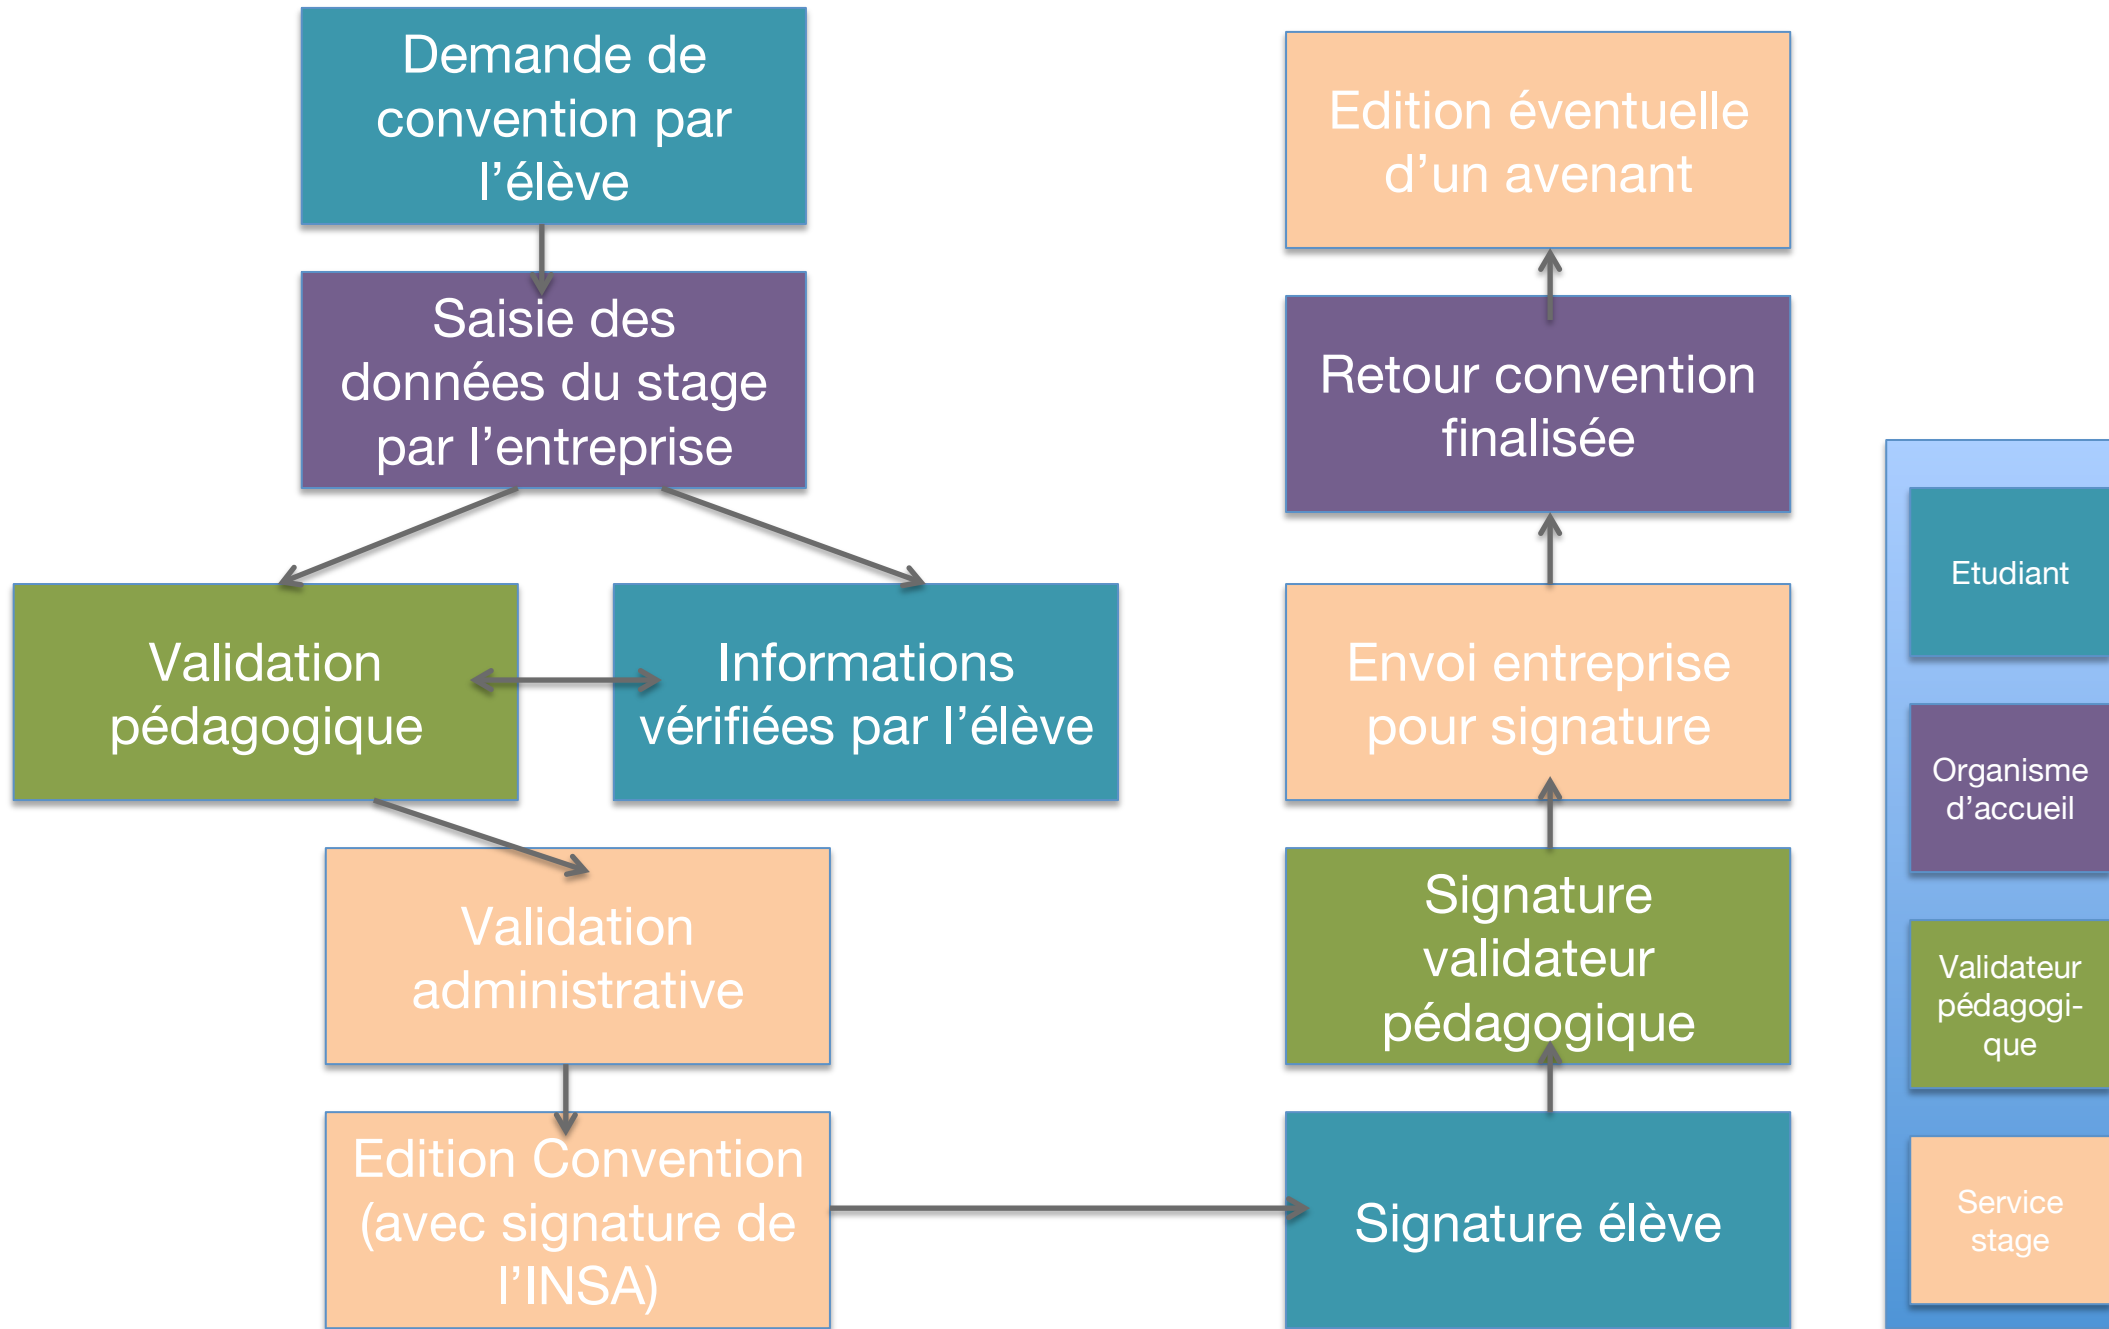 Demande de
convention par
l’élève
Saisie des
données du stage
par l’entreprise
Validation
pédagogique
Informations
vérifiées par l’élève
Validation
administrative
Edition Convention
(avec signature de
l’INSA)
Edition éventuelle
d’un avenant
Retour convention
finalisée
Envoi entreprise
pour signature
Signature
validateur
pédagogique
Signature élève
Etudiant
Organisme
d’accueil
Validateur
pédagogi-
que
Service
stage